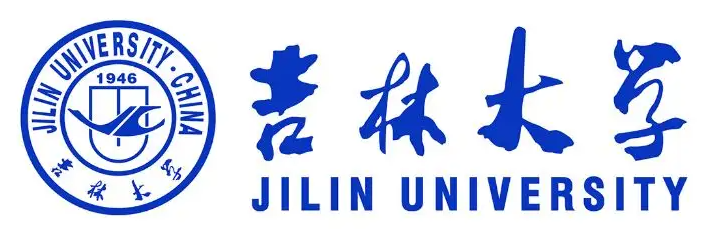 JILIN UNIVERSITY · CHINA
1946
吉林大学
吉林大学
JILIN UNIVERSITY